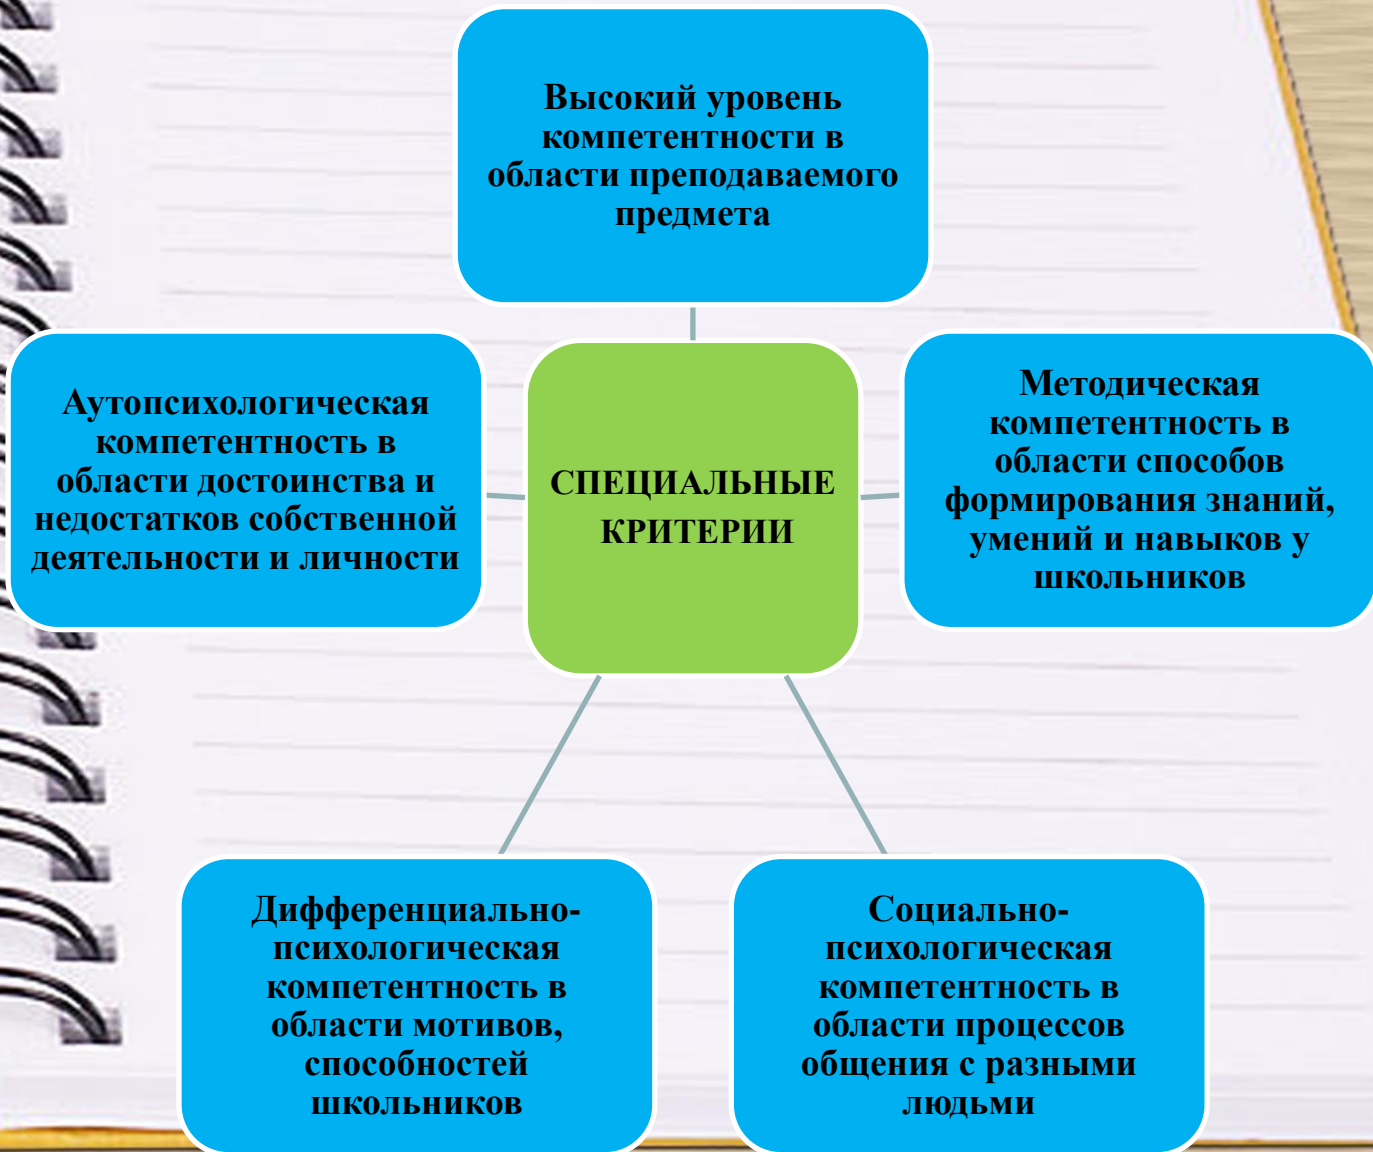 Высокий уровень
компетентности в
области преподаваемого
предмета
Аутопсихологическая
компетентность в
области достоинства и
недостатков собственной
деятельности и личности
СПЕЦИАЛЬНЫЕ
КРИТЕРИИ
Методическая
компетентность в
области способов
формирования знаний,
умений и навыков у
школьников
Дифференциально-
психологическая
компетентность в
области мотивов,
способностей
школьников
Социально-
психологическая
компетентность в
области процессов
общения с разными
людьми